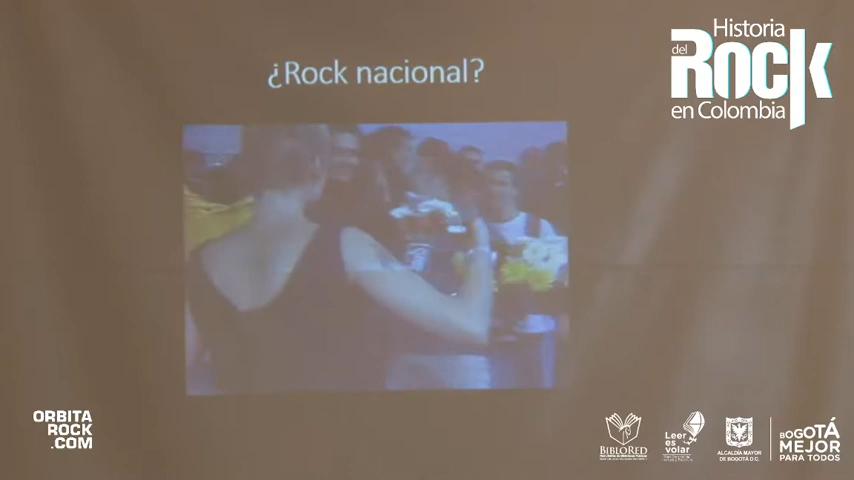 Historia
del Rock
en Colombia
¿Rock nacional?
ORBITA
ROCK
.COM
BIBLORED
Leer
es
volar
ALCALDÍA MAYOR
DE BOGOTÁ D.C.
BOGOTÁ
MEJOR
PARA TODOS